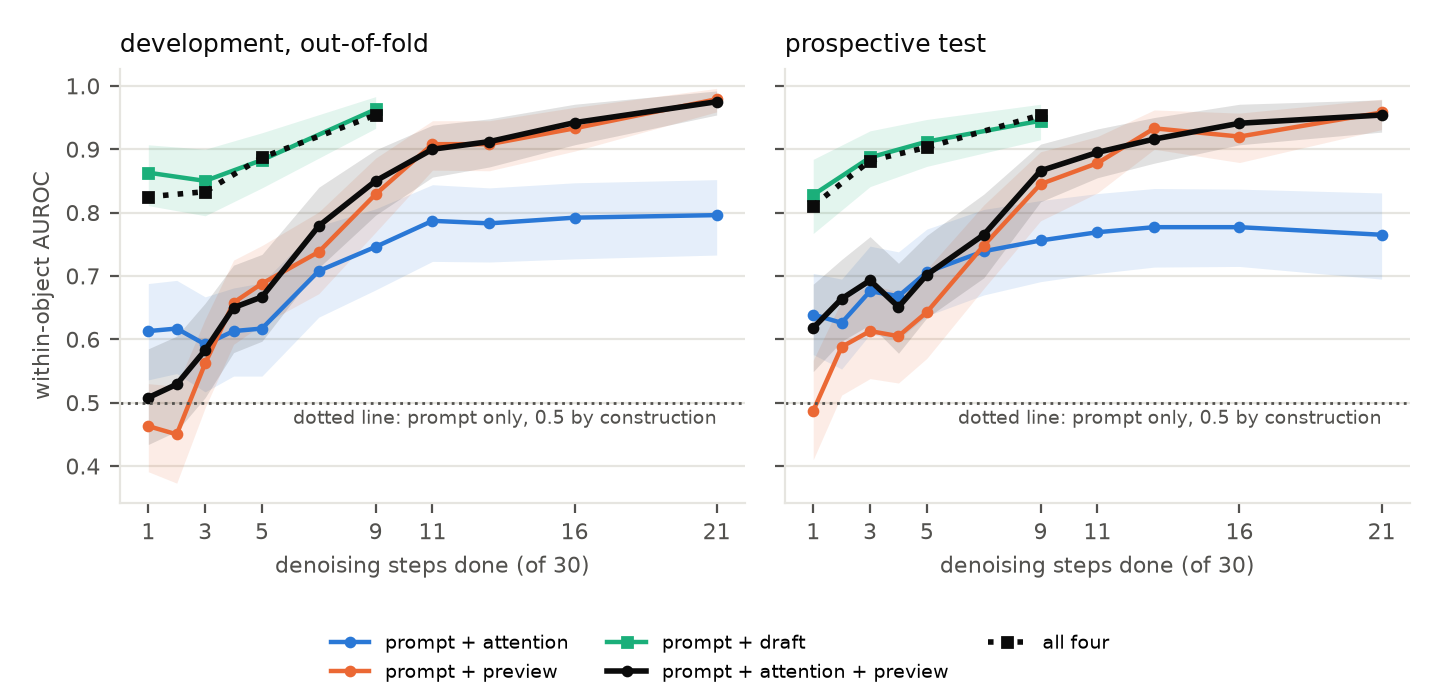 development, out-of-fold
prospective test
within-object AUROC
1.0
0.9
0.8
0.7
0.6
0.5
0.4
dotted line: prompt only, 0.5 by construction
dotted line: prompt only, 0.5 by construction
1 3 5 9 11 16 21
1 3 5 9 11 16 21
denoising steps done (of 30)
denoising steps done (of 30)
prompt + attention
prompt + preview
prompt + draft
prompt + attention + preview
all four